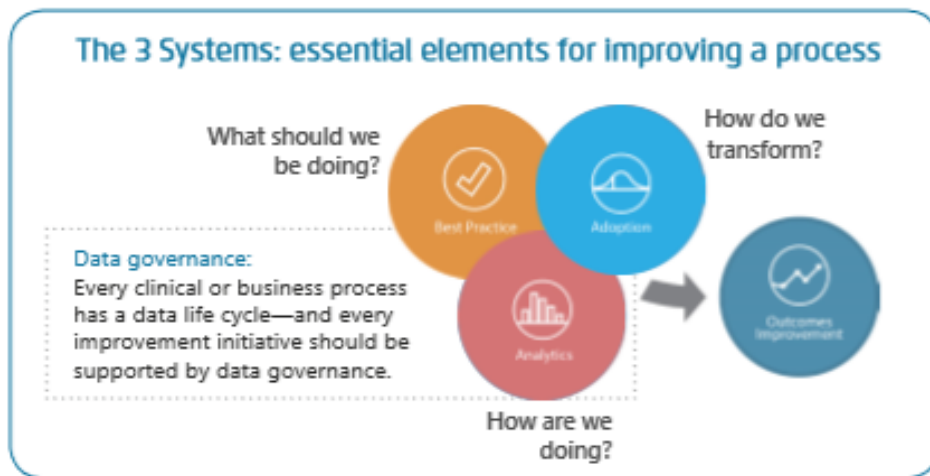 The 3 Systems: essential elements for improving a process
What should we
be doing?
How do we
transform?
Best Practice
Adoption
Data governance:
Every clinical or business process
has a data life cycle—and every
improvement initiative should be
supported by data governance.
Analytics
Outcomes
Improvement
How are we
doing?